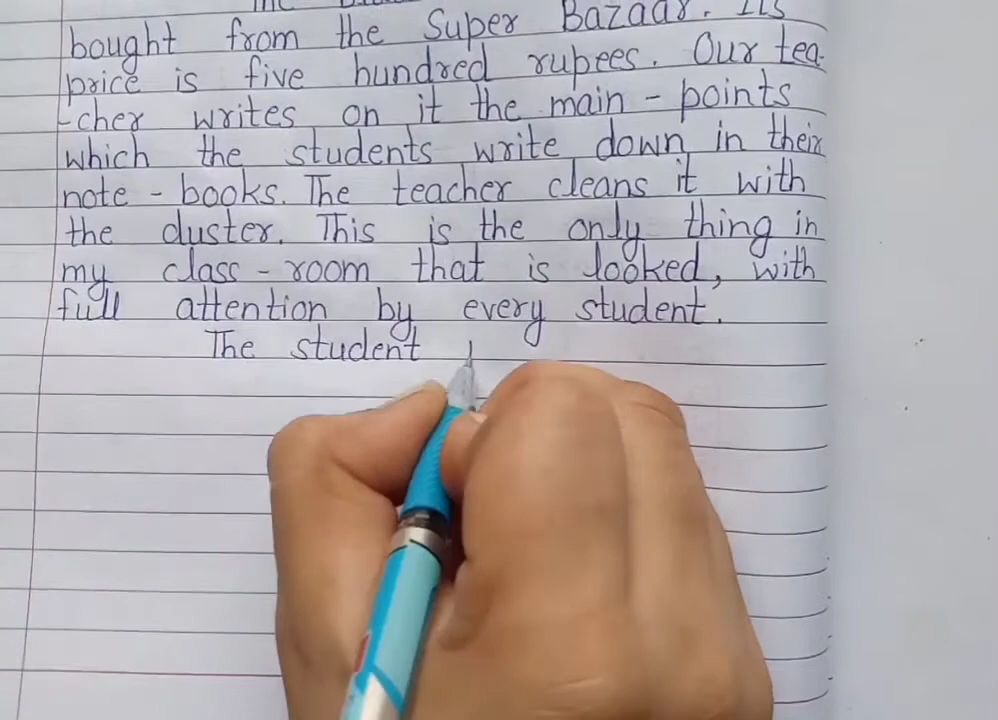 bought from the Super Bazaar. Its
price is five hundred rupees. Our tea-
-cher writes on it the main - points
which the students write down in their
note - books. The teacher cleans it with
the duster. This is the only thing in
my class - room that is looked, with
full attention by every student.
The student